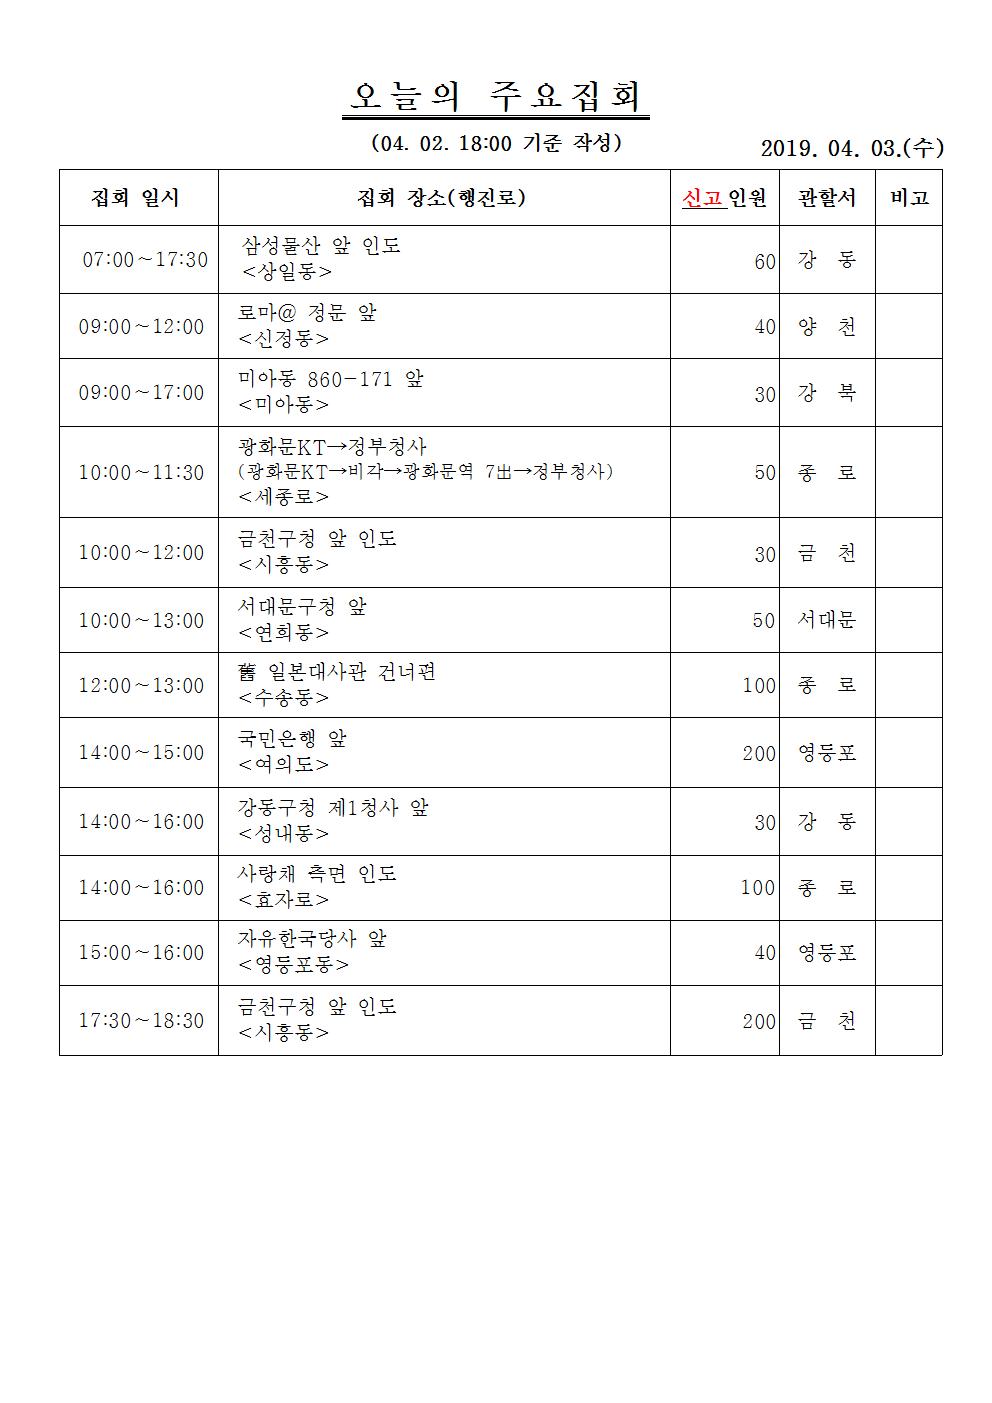 오늘의 주요집회
(04. 02. 18:00 기준 작성)
2019. 04. 03.(수)
집회 일시 집회 장소(행진로) 신고인원 관할서 비고
07:00~17:30 삼성물산 앞 인도 <상일동> 60 강 동
09:00~12:00 로마@ 정문 앞 <신정동> 40 양 천
09:00~17:00 미아동 860-171 앞 <미아동> 30 강 북
10:00~11:30 광화문KT→정부청사 (광화문KT→비각→광화문역 7出→정부청사) <세종로> 50 종 로
10:00~12:00 금천구청 앞 인도 <시흥동> 30 금 천
10:00~13:00 서대문구청 앞 <연희동> 50 서대문
12:00~13:00 舊 일본대사관 건너편 <수송동> 100 종 로
14:00~15:00 국민은행 앞 <여의도> 200 영등포
14:00~16:00 강동구청 제1청사 앞 <성내동> 30 강 동
14:00~16:00 사랑채 측면 인도 <효자로> 100 종 로
15:00~16:00 자유한국당사 앞 <영등포동> 40 영등포
17:30~18:30 금천구청 앞 인도 <시흥동> 200 금 천